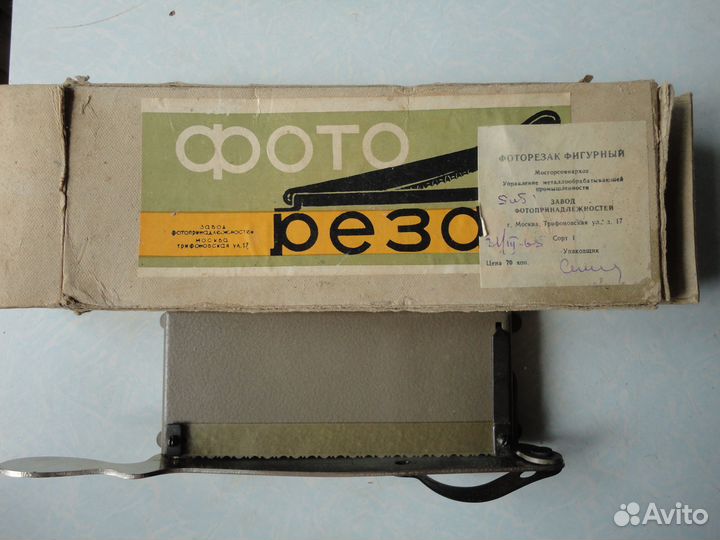 ФОТО
реза
ЗАВОД
ФОТОПРИНАДЛЕЖНОСТЕЙ
МОСКВА
ТРИФОНОВСКАЯ УЛ. 17
ФОТОРЕЗАК ФИГУРНЫЙ
Мосгорсовнархоз
Управление металлообрабатывающей
промышленности
ЗАВОД
ФОТОПРИНАДЛЕЖНОСТЕЙ
г. Москва, Трифоновская ул., д. 17
Сорт 1
Упаковщик
Цена 70 коп.
Avito